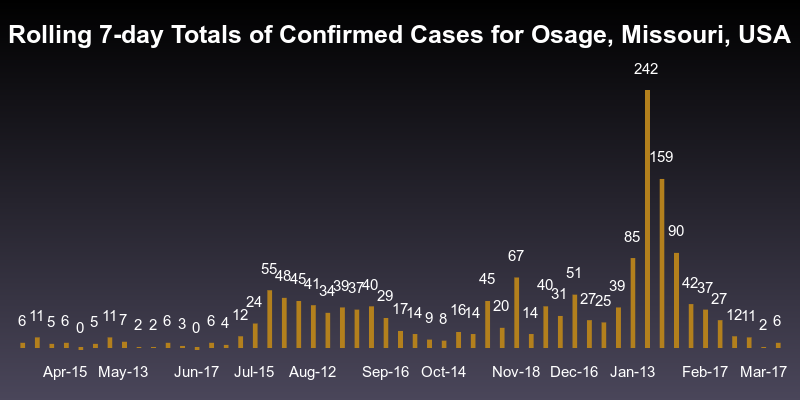 Rolling 7-day Totals of Confirmed Cases for Osage, Missouri, USA
6 11 5 6 0 5 11 7 2 2 6 3 0 6 4 12 24 55 48 45 41 34 39 37 40 29 17 14 9 8 16 14 45 20 67 14 40 31 51 27 25 39 85 242 159 90 42 37 27 12 11 2 6
Apr-15 May-13 Jun-17 Jul-15 Aug-12 Sep-16 Oct-14 Nov-18 Dec-16 Jan-13 Feb-17 Mar-17